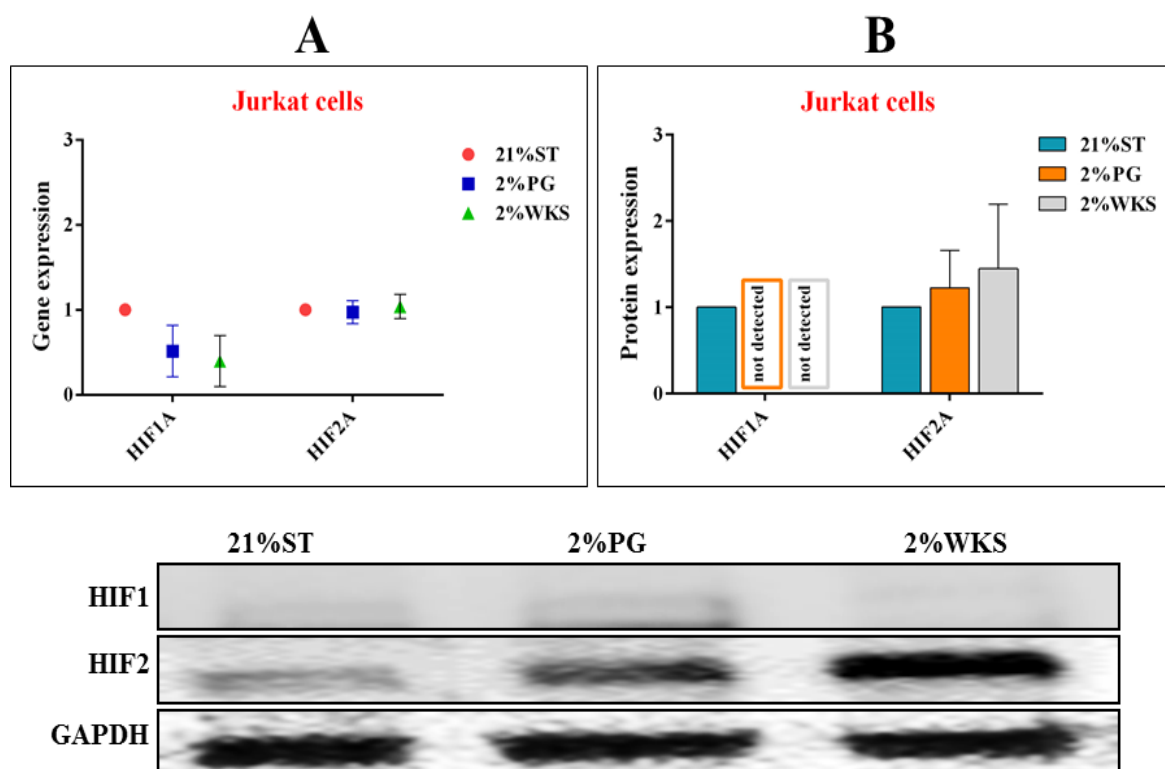 A
Jurkat cells
Gene expression
3
2
1
0
HIF1A
HIF2A
21%ST
2%PG
2%WKS
B
Jurkat cells
Protein expression
3
2
1
0
not detected
not detected
HIF1A
HIF2A
21%ST
2%PG
2%WKS
21%ST 2%PG 2%WKS
HIF1
HIF2
GAPDH